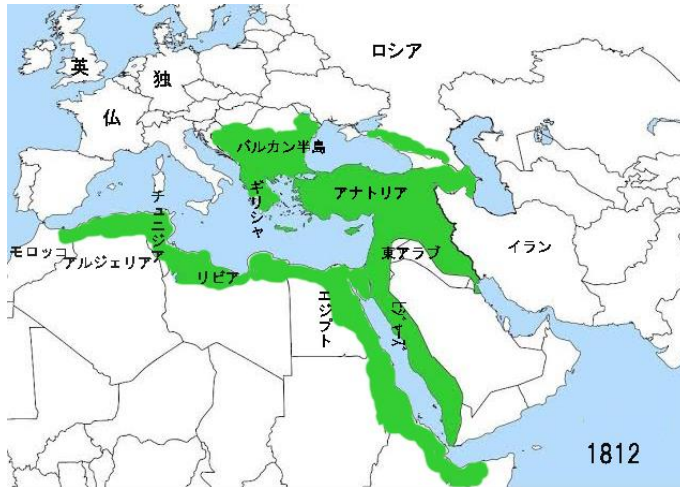 ロシア
英
独
仏
バルカン半島
ギリシャ
アナトリア
チュニジア
モロッコ
アルジェリア
リビア
東アラブ
イラン
エジプト
ヒジャーズ
1812